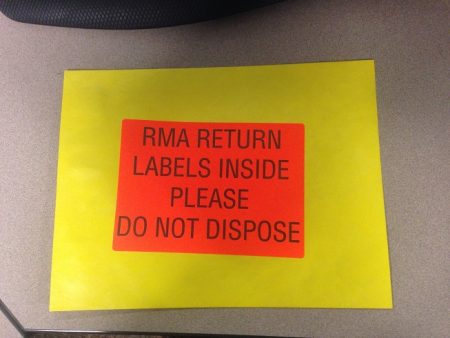 RMA RETURN
LABELS INSIDE
PLEASE
DO NOT DISPOSE